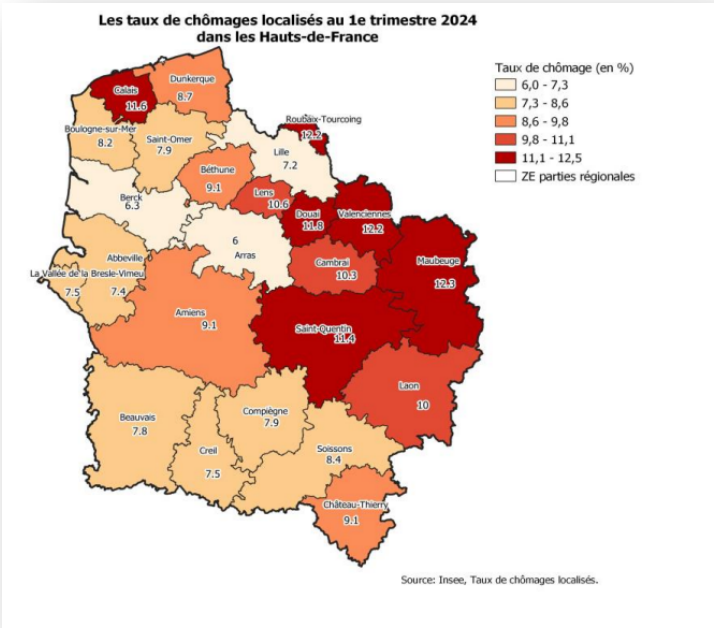 Les taux de chômages localisés au 1e trimestre 2024
dans les Hauts-de-France
Taux de chômage (en %)
6,0 - 7,3
7,3 - 8,6
8,6 - 9,8
9,8 - 11,1
11,1 - 12,5
ZE parties régionales
Dunkerque
8.7
Calais
11.6
Roubaix-Tourcoing
12.2
Boulogne-sur-Mer
8.2
Saint-Omer
7.9
Lille
7.2
Béthune
9.1
Lens
10.6
Berck
6.3
Douai
11.8
Valenciennes
12.2
6
Arras
Cambrai
10.3
Maubeuge
12.3
Abbeville
7.4
La Vallée de la Bresle-Vimeu
7.5
Amiens
9.1
Saint-Quentin
11.4
Laon
10
Beauvais
7.8
Compiègne
7.9
Creil
7.5
Soissons
8.4
Château-Thierry
9.1
Source: Insee, Taux de chômages localisés.